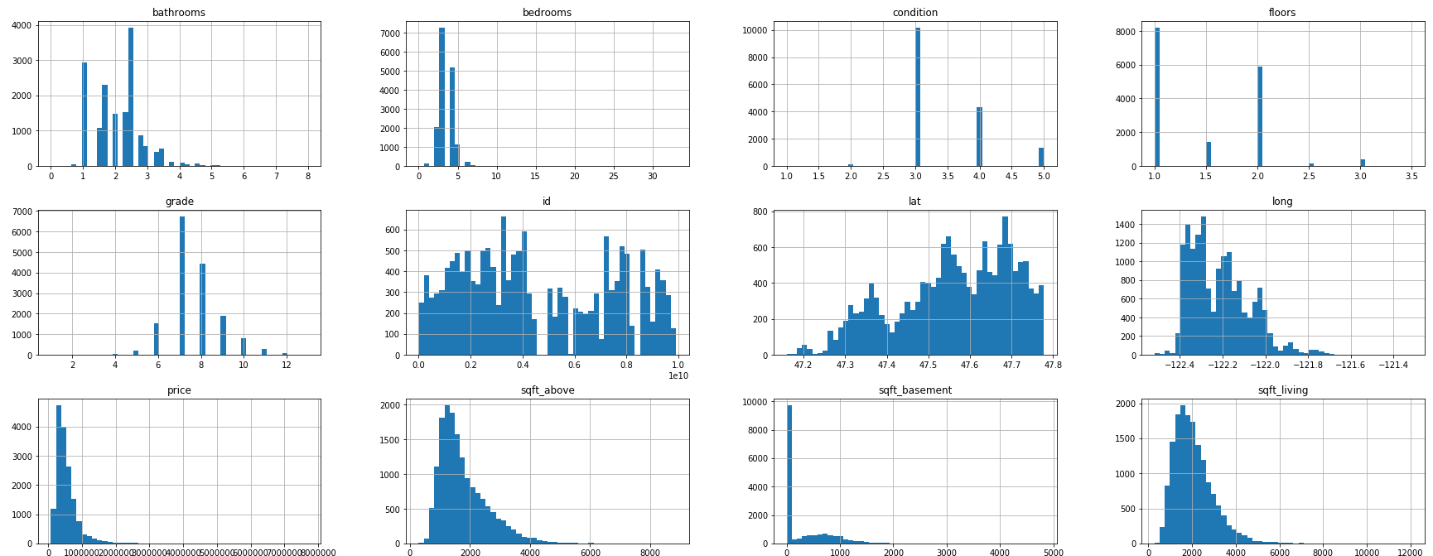 bathrooms bedrooms condition floors
4000 3000 2000 1000 0
0 1 2 3 4 5 6 7 8
7000 6000 5000 4000 3000 2000 1000 0
0 5 10 15 20 25 30
10000 8000 6000 4000 2000 0
1.0 1.5 2.0 2.5 3.0 3.5 4.0 4.5 5.0
8000 6000 4000 2000 0
1.0 1.5 2.0 2.5 3.0 3.5
grade id lat long
7000 6000 5000 4000 3000 2000 1000 0
2 4 6 8 10 12
600 500 400 300 200 100 0
0.0 0.2 0.4 0.6 0.8 1.0
1e10
800 600 400 200 0
47.2 47.3 47.4 47.5 47.6 47.7 47.8
1400 1200 1000 800 600 400 200 0
−122.4 −122.2 −122.0 −121.8 −121.6 −121.4
price sqft_above sqft_basement sqft_living
4000 3000 2000 1000 0
0 1000000 2000000 3000000 4000000 5000000 6000000 7000000 8000000
2000 1500 1000 500 0
0 2000 4000 6000 8000
10000 8000 6000 4000 2000 0
0 1000 2000 3000 4000 5000
2000 1500 1000 500 0
0 2000 4000 6000 8000 10000 12000